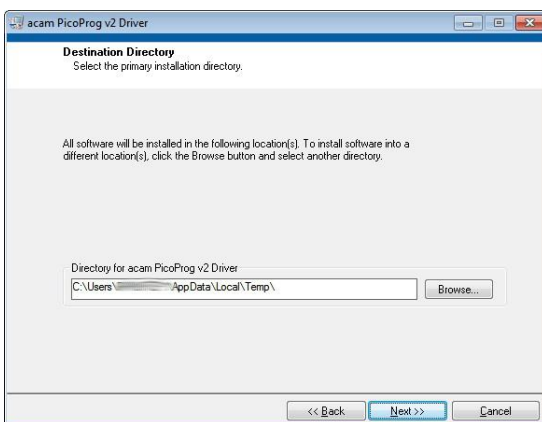 acam PicoProg v2 Driver
Destination Directory
Select the primary installation directory.
All software will be installed in the following location(s). To install software into a
different location(s), click the Browse button and select another directory.
Directory for acam PicoProg v2 Driver
C:\Users\ AppData\Local\Temp\
Browse...
<< Back Next >> Cancel